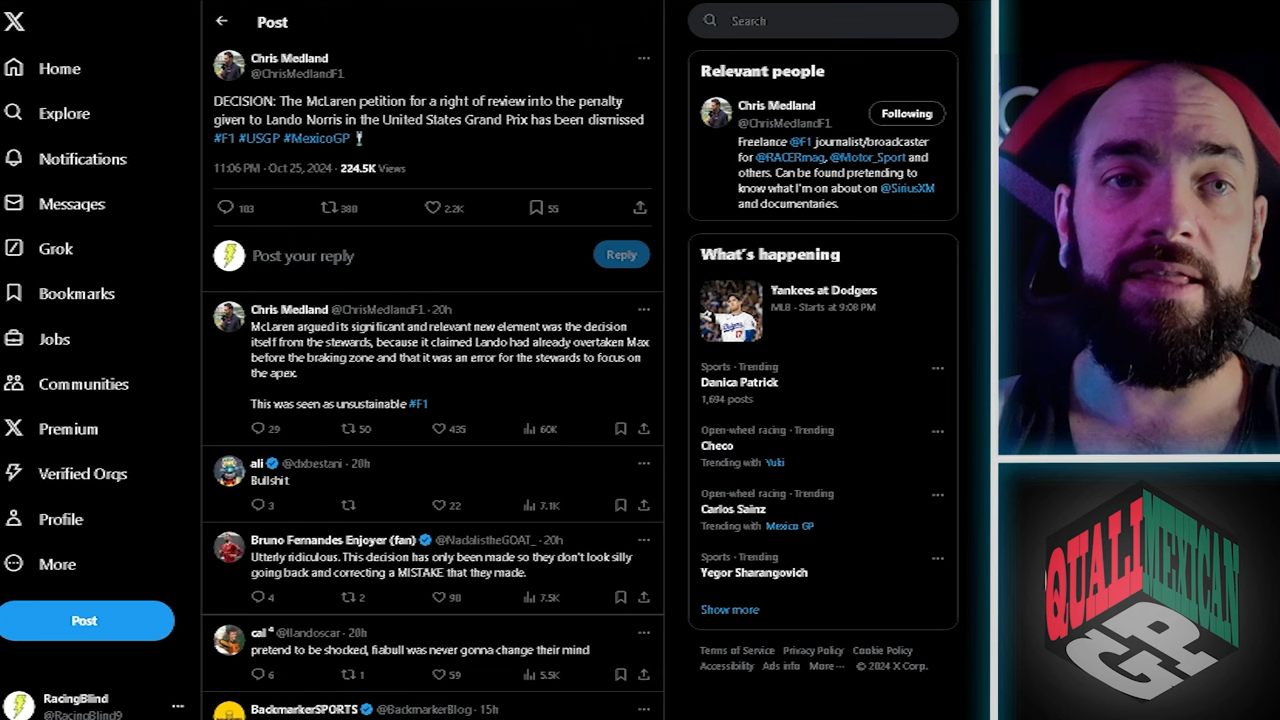 Home
Explore
Notifications
Messages
Grok
Bookmarks
Jobs
Communities
Premium
Verified Orgs
Profile
More
Post
RacingBlind
@RacingBlind9
Post
Chris Medland
@ChrisMedlandF1
DECISION: The McLaren petition for a right of review into the penalty
given to Lando Norris in the United States Grand Prix has been dismissed
#F1 #USGP #MexicoGP
11:06 PM · Oct 25, 2024 · 224.5K Views
183
380
2.2K
55
Post your reply
Reply
Chris Medland @ChrisMedlandF1 · 20h
McLaren argued its significant and relevant new element was the decision
itself from the stewards, because it claimed Lando had already overtaken Max
before the braking zone and that it was an error for the stewards to focus on
the apex.
This was seen as unsustainable #F1
29
50
435
60K
ali @dxbestani · 20h
Bullshit
3
22
7.1K
Bruno Fernandes Enjoyer (fan) @NadalistheGOAT_ · 20h
Utterly ridiculous. This decision has only been made so they don't look silly
going back and correcting a MISTAKE that they made.
4
2
98
7.5K
cal ⁴ @llandoscar · 20h
pretend to be shocked, fiabull was never gonna change their mind
6
1
59
5.5K
BackmarkerSPORTS @BackmarkerBlog · 15h
Search
Relevant people
Chris Medland
@ChrisMedlandF1
Following
Freelance @F1 journalist/broadcaster
for @RACERmag, @Motor_Sport and
others. Can be found pretending to
know what I'm on about on @SiriusXM
and documentaries.
What's happening
Yankees at Dodgers
MLB · Starts at 9:08 PM
Sports · Trending
Danica Patrick
1,694 posts
Open-wheel racing · Trending
Checo
Trending with Yuki
Open-wheel racing · Trending
Carlos Sainz
Trending with Mexico GP
Sports · Trending
Yegor Sharangovich
Show more
Terms of Service Privacy Policy Cookie Policy
Accessibility Ads info More ··· © 2024 X Corp.
QUALI
MEXICAN
GP